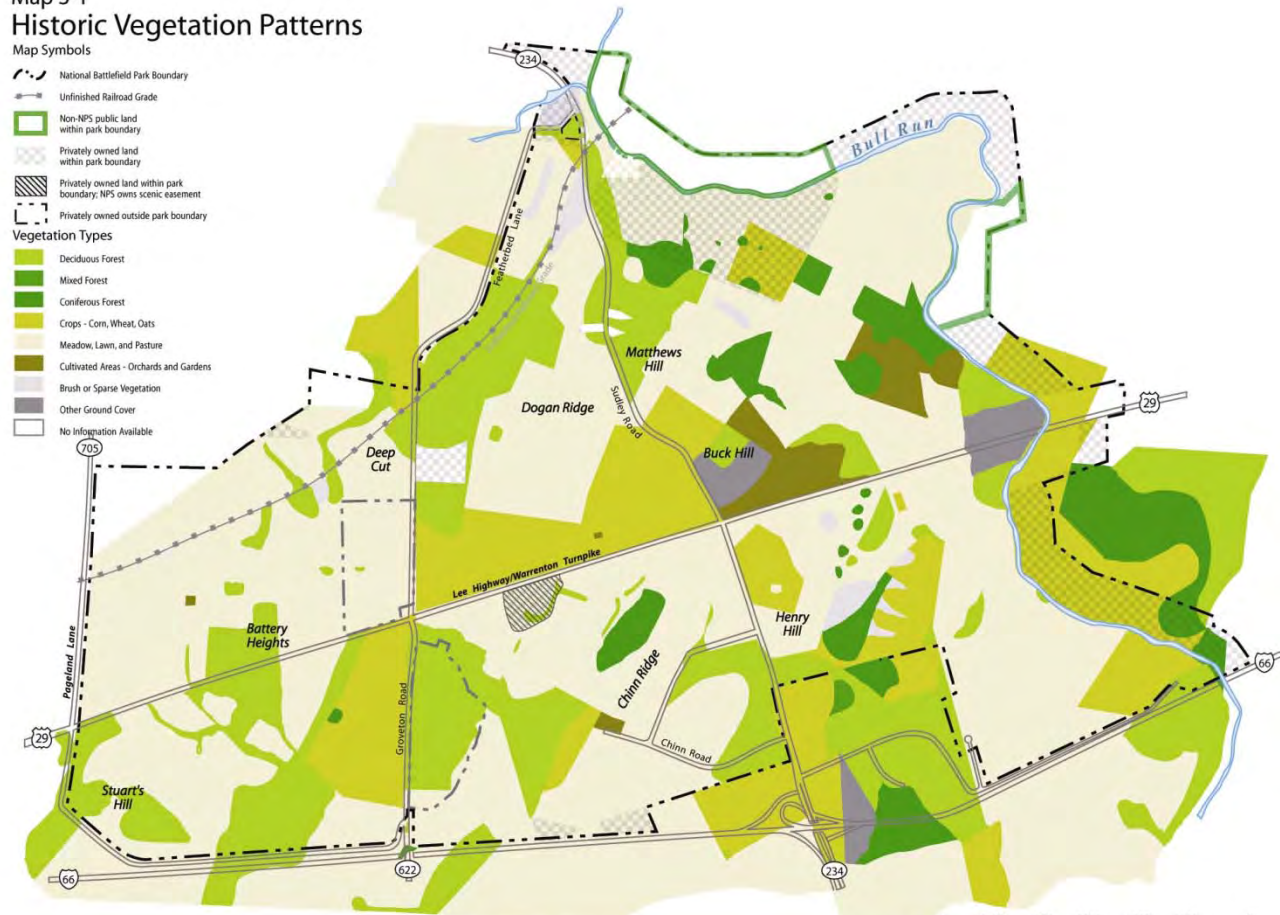 Historic Vegetation Patterns
Map Symbols
National Battlefield Park Boundary
Unfinished Railroad Grade
Non-NPS public land
within park boundary
Privately owned land
within park boundary
Privately owned land within park
boundary; NPS owns scenic easement
Privately owned outside park boundary
Vegetation Types
Deciduous Forest
Mixed Forest
Coniferous Forest
Crops - Corn, Wheat, Oats
Meadow, Lawn, and Pasture
Cultivated Areas - Orchards and Gardens
Brush or Sparse Vegetation
Other Ground Cover
No Information Available
234
Bull Run
Featherbed Lane
Matthews
Hill
Sudley Road
Dogan Ridge
29
705
Deep
Cut
Buck Hill
Lee Highway/Warrenton Turnpike
Battery
Heights
Henry
Hill
Pageland Lane
Chinn Ridge
66
Groveton Road
29
Chinn Road
Stuart's
Hill
66
622
234